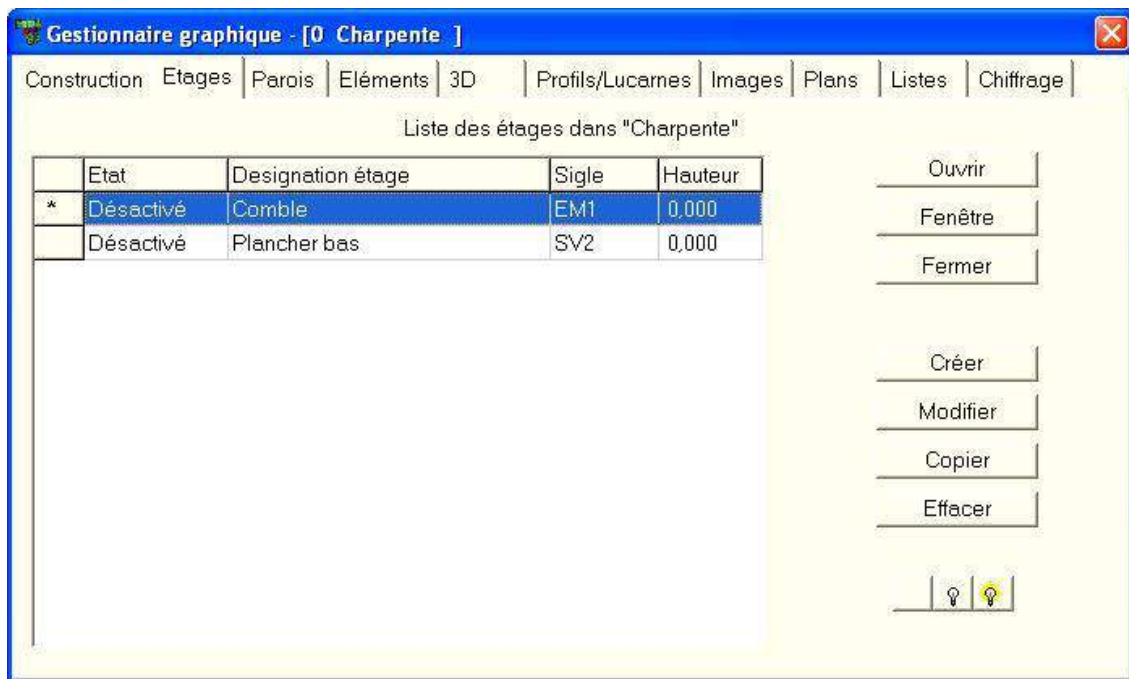 Gestionnaire graphique - [0 Charpente ]
Construction Etages Parois Eléments 3D Profils/Lucarnes Images Plans Listes Chiffrage
Liste des étages dans "Charpente"
Etat Designation étage Sigle Hauteur
* Désactivé Comble EM1 0,000
Désactivé Plancher bas SV2 0,000
Ouvrir
Fenêtre
Fermer
Créer
Modifier
Copier
Effacer